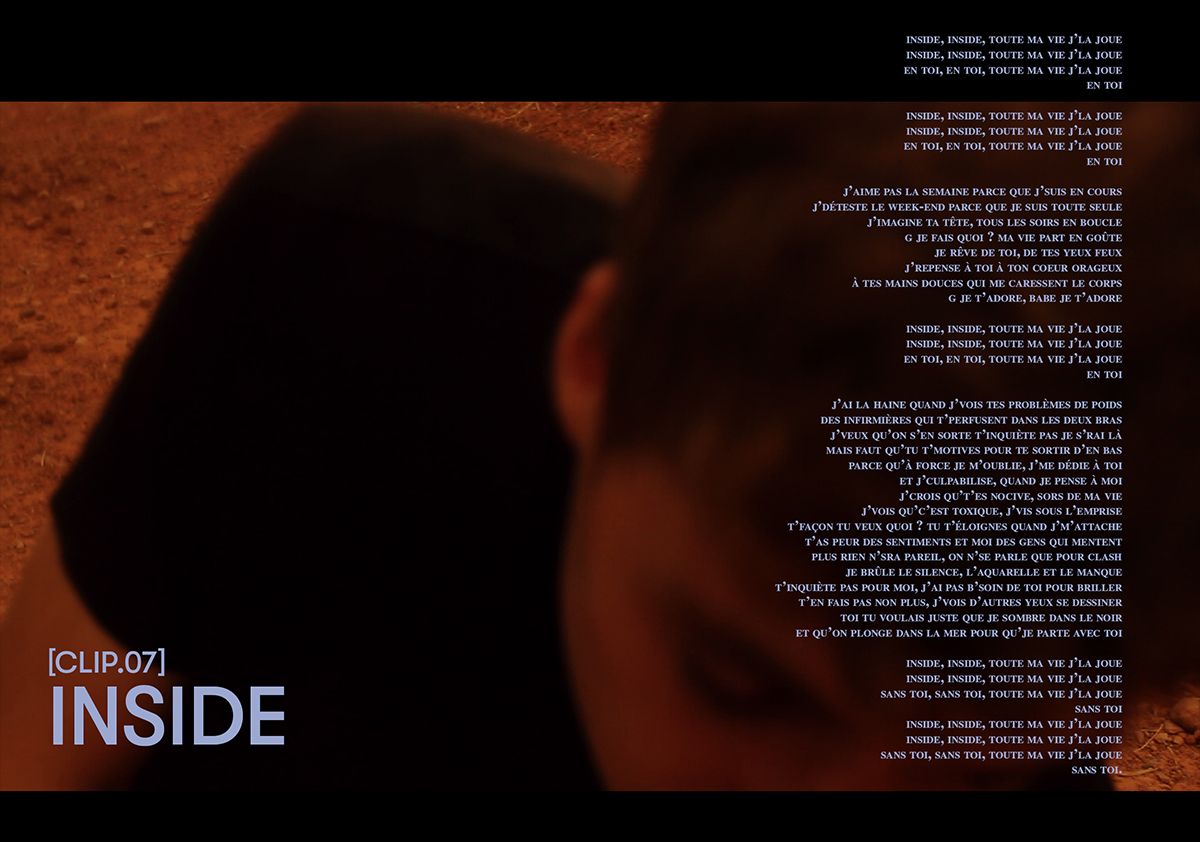 INSIDE, INSIDE, TOUTE MA VIE J'LA JOUE
INSIDE, INSIDE, TOUTE MA VIE J'LA JOUE
EN TOI, EN TOI, TOUTE MA VIE J'LA JOUE
EN TOI
INSIDE, INSIDE, TOUTE MA VIE J'LA JOUE
INSIDE, INSIDE, TOUTE MA VIE J'LA JOUE
EN TOI, EN TOI, TOUTE MA VIE J'LA JOUE
EN TOI
J'AIME PAS LA SEMAINE PARCE QUE J'SUIS EN COURS
J'DÉTESTE LE WEEK-END PARCE QUE JE SUIS TOUTE SEULE
J'IMAGINE TA TÊTE, TOUS LES SOIRS EN BOUCLE
G JE FAIS QUOI ? MA VIE PART EN GOÛTE
JE RÊVE DE TOI, DE TES YEUX FEUX
J'REPENSE À TOI À TON COEUR ORAGEUX
À TES MAINS DOUCES QUI ME CARESSENT LE CORPS
G JE T'ADORE, BABE JE T'ADORE
INSIDE, INSIDE, TOUTE MA VIE J'LA JOUE
INSIDE, INSIDE, TOUTE MA VIE J'LA JOUE
EN TOI, EN TOI, TOUTE MA VIE J'LA JOUE
EN TOI
J'AI LA HAINE QUAND J'VOIS TES PROBLÈMES DE POIDS
DES INFIRMIÈRES QUI T'PERFUSENT DANS LES DEUX BRAS
J'VEUX QU'ON S'EN SORTE T'INQUIÈTE PAS JE S'RAI LÀ
MAIS FAUT QU'TU T'MOTIVES POUR TE SORTIR D'EN BAS
PARCE QU'À FORCE JE M'OUBLIE, J'ME DÉDIE À TOI
ET J'CULPABILISE, QUAND JE PENSE À MOI
J'CROIS QU'T'ES NOCIVE, SORS DE MA VIE
J'VOIS QU'C'EST TOXIQUE, J'VIS SOUS L'EMPRISE
T'FAÇON TU VEUX QUOI ? TU T'ÉLOIGNES QUAND J'M'ATTACHE
T'AS PEUR DES SENTIMENTS ET MOI DES GENS QUI MENTENT
PLUS RIEN N'SRA PAREIL, ON N'SE PARLE QUE POUR CLASH
JE BRÛLE LE SILENCE, L'AQUARELLE ET LE MANQUE
T'INQUIÈTE PAS POUR MOI, J'AI PAS B'SOIN DE TOI POUR BRILLER
T'EN FAIS PAS NON PLUS, J'VOIS D'AUTRES YEUX SE DESSINER
TOI TU VOULAIS JUSTE QUE JE SOMBRE DANS LE NOIR
ET QU'ON PLONGE DANS LA MER POUR QU'JE PARTE AVEC TOI
INSIDE, INSIDE, TOUTE MA VIE J'LA JOUE
INSIDE, INSIDE, TOUTE MA VIE J'LA JOUE
SANS TOI, SANS TOI, TOUTE MA VIE J'LA JOUE
SANS TOI
INSIDE, INSIDE, TOUTE MA VIE J'LA JOUE
INSIDE, INSIDE, TOUTE MA VIE J'LA JOUE
SANS TOI, SANS TOI, TOUTE MA VIE J'LA JOUE
SANS TOI.
[CLIP.07]
INSIDE